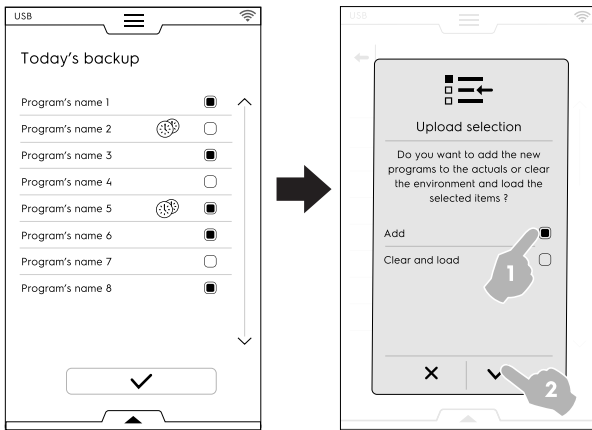 USB
Today's backup
Program's name 1
Program's name 2
Program's name 3
Program's name 4
Program's name 5
Program's name 6
Program's name 7
Program's name 8
USB
Upload selection
Do you want to add the new
programs to the actuals or clear
the environment and load the
selected items ?
Add
Clear and load
1
2